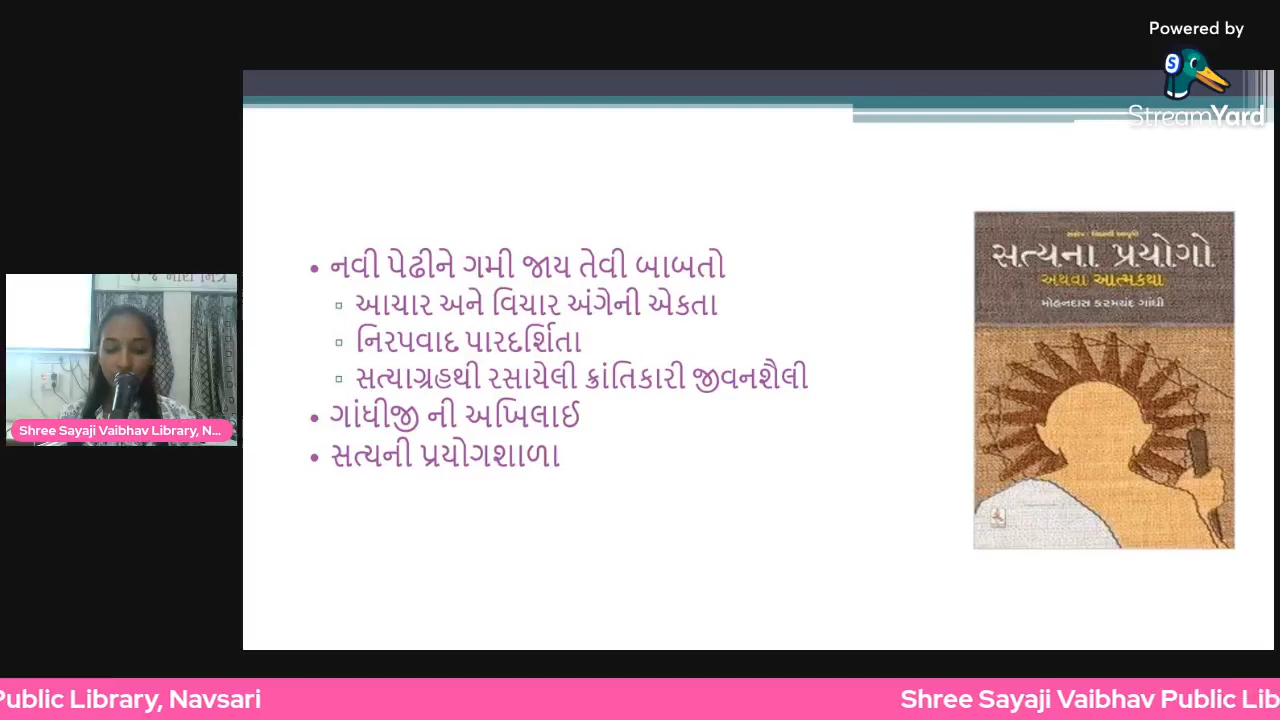 Powered by
StreamYard
નવી પેઢીને ગમી જાય તેવી બાબતો
આચાર અને વિચાર અંગેની એકતા
નિરપવાદ પારદર્શિતા
સત્યાગ્રહથી રસાયેલી ક્રાંતિકારી જીવનશૈલી
ગાંધીજી ની અખિલાઈ
સત્યની પ્રયોગશાળા
સત્યના પ્રયોગો
અથવા આત્મકથા
મોહનદાસ કરમચંદ ગાંધી
Shree Sayaji Vaibhav Library, N...
Public Library, Navsari
Shree Sayaji Vaibhav Public Lib